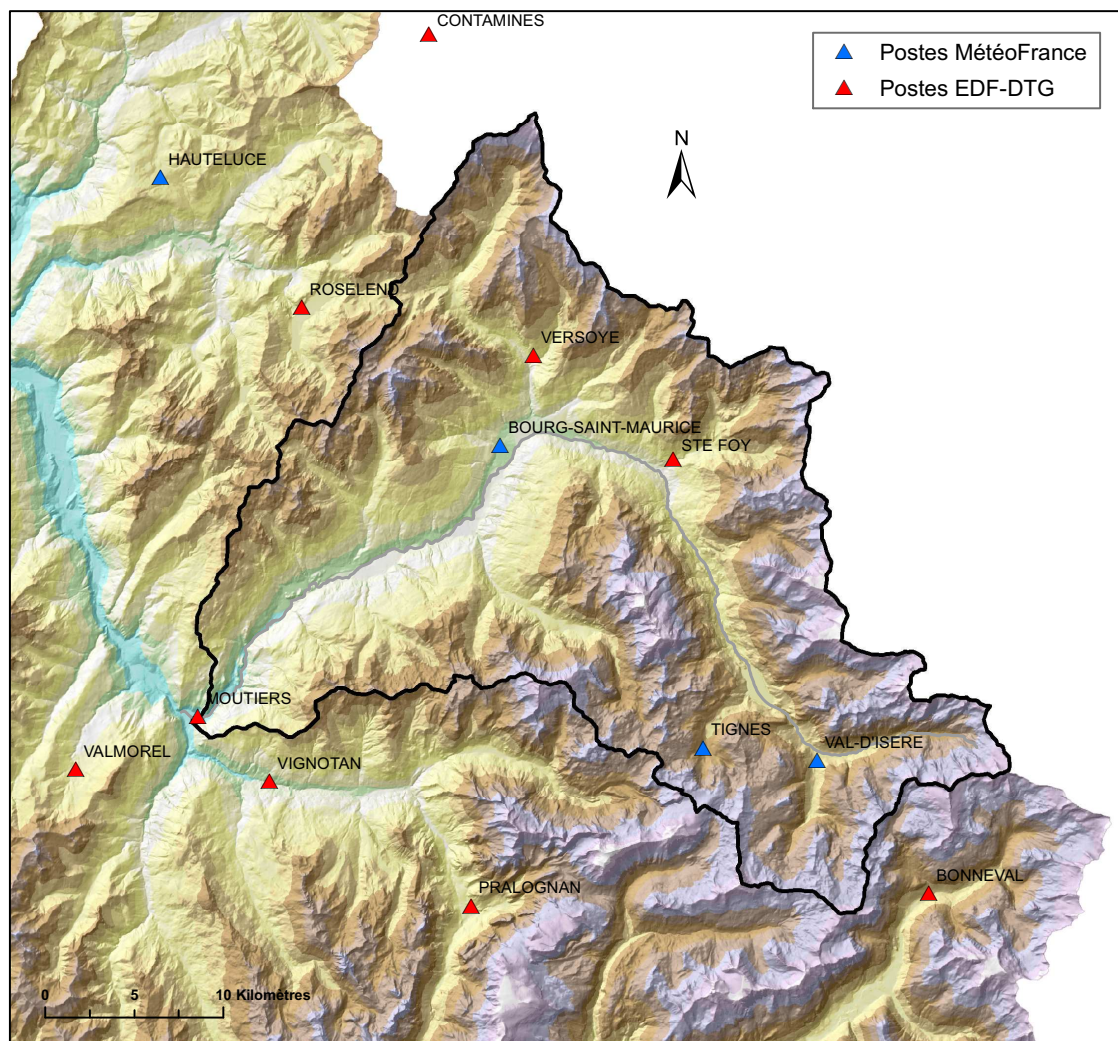 CONTAMINES
Postes MétéoFrance
Postes EDF-DTG
N
HAUTELUCE
ROSELEND
VERSOYE
BOURG-SAINT-MAURICE
STE FOY
MOUTIERS
TIGNES
VAL-D'ISERE
VALMOREL
VIGNOTAN
PRALOGNAN
BONNEVAL
0 5 10 Kilomètres